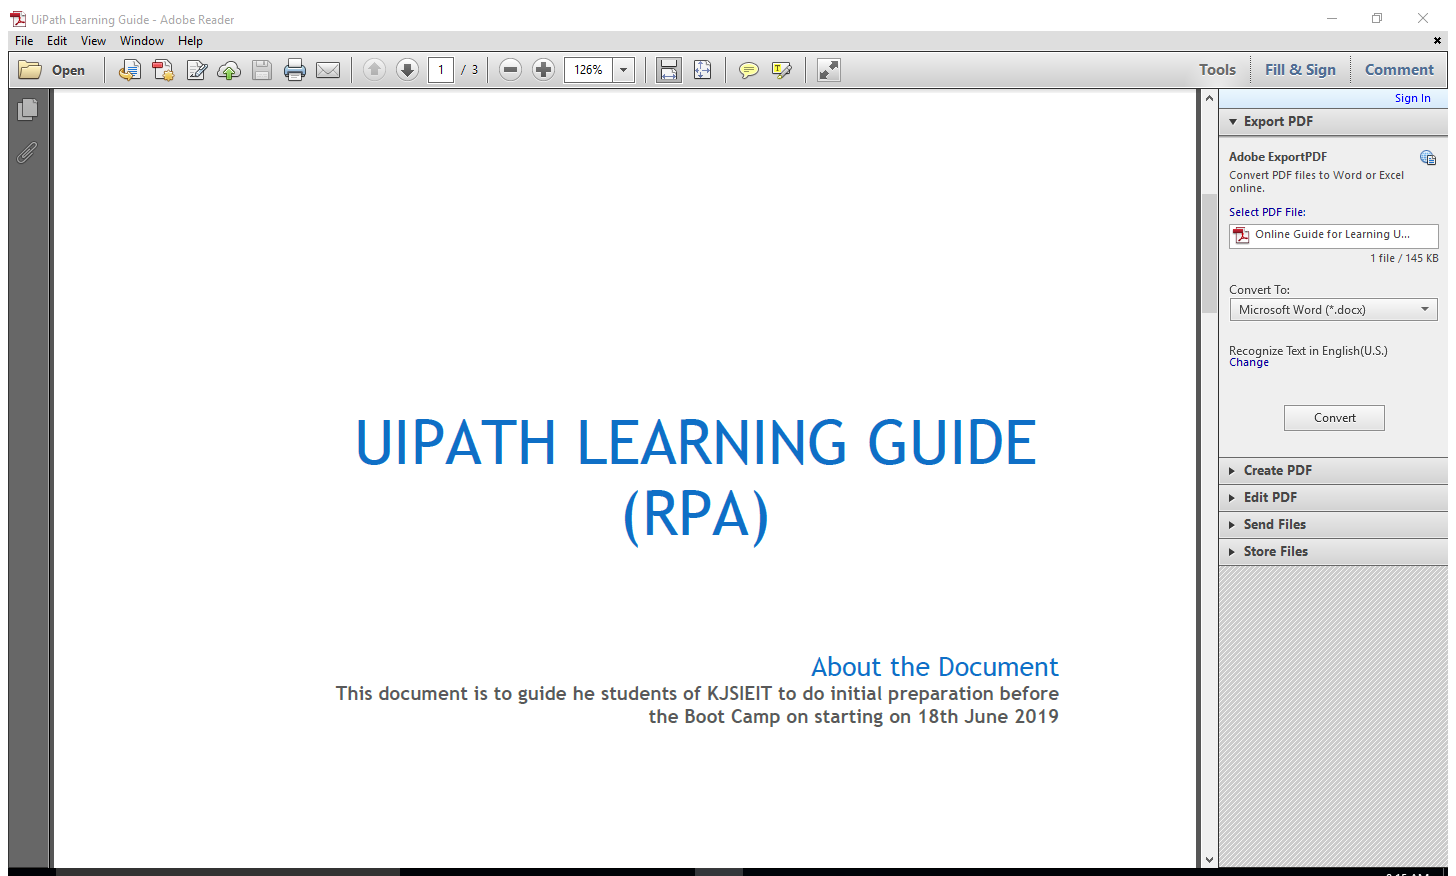 UiPath Learning Guide - Adobe Reader
File Edit View Window Help
Open 1 / 3 126% Tools Fill & Sign Comment
Sign In
Export PDF
Adobe ExportPDF
Convert PDF files to Word or Excel
online.
Select PDF File:
Online Guide for Learning U...
1 file / 145 KB
Convert To:
Microsoft Word (*.docx)
Recognize Text in English(U.S.)
Change
Convert
Create PDF
Edit PDF
Send Files
Store Files
UIPATH LEARNING GUIDE
(RPA)
About the Document
This document is to guide he students of KJSIEIT to do initial preparation before
the Boot Camp on starting on 18th June 2019